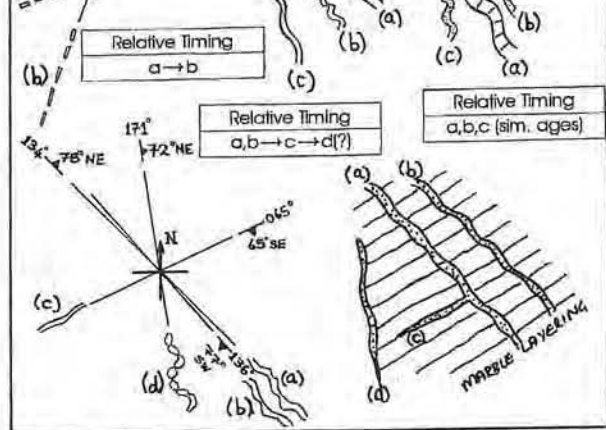 (a)
(b)
(b)
(b)
(c)
(a)
(c)
Relative Timing
a→b
(b)
Relative Timing
a,b→c→d(?)
Relative Timing
a,b,c (sim. ages)
134°
78°NE
171°
72°NE
065°
65°SE
N
(c)
(d)
136°
(a)
(b)
(a)
(b)
(c)
(d)
MARBLE LAYERING